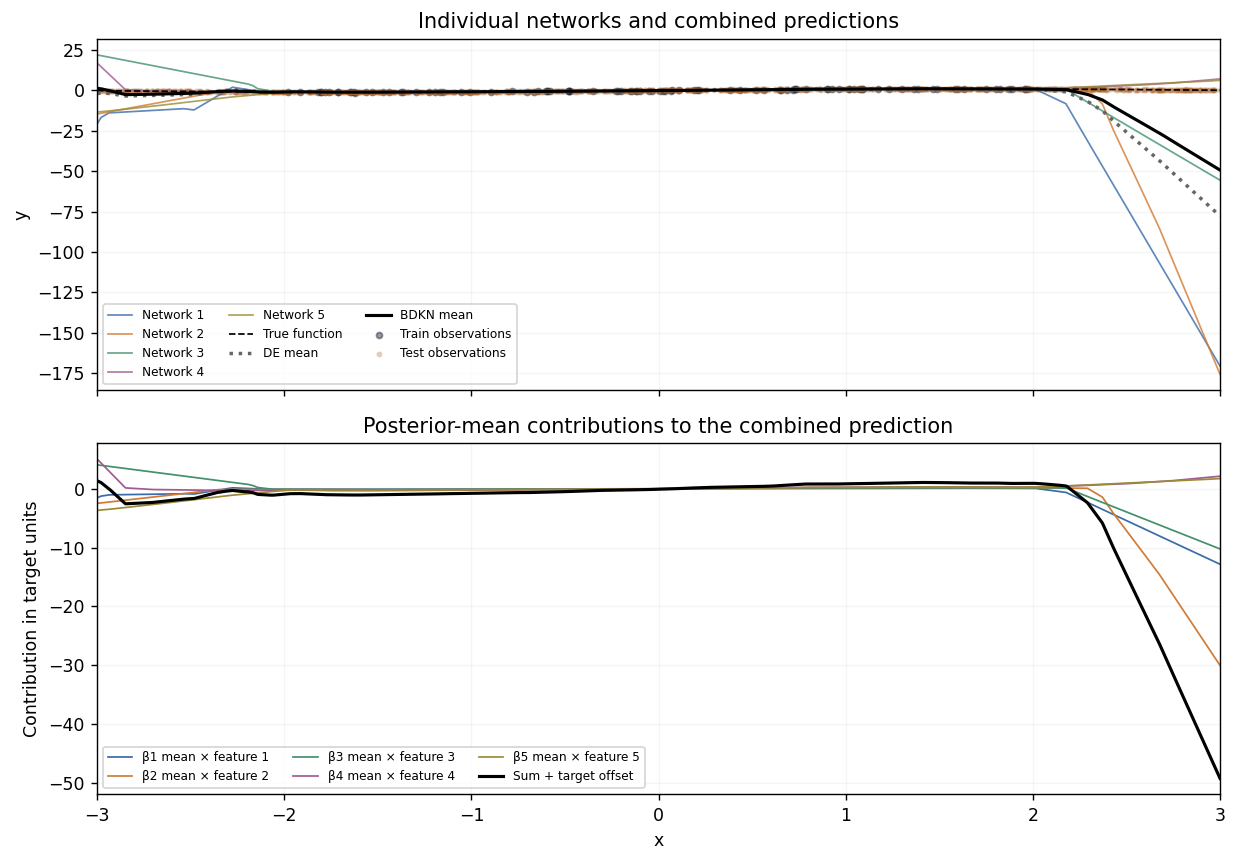 Individual networks and combined predictions
25
0
−25
−50
−75
−100
−125
−150
−175
y
Network 1 Network 5 BDKN mean
Network 2 True function Train observations
Network 3 DE mean Test observations
Network 4
Posterior-mean contributions to the combined prediction
0
−10
−20
−30
−40
−50
Contribution in target units
β1 mean × feature 1 β3 mean × feature 3 β5 mean × feature 5
β2 mean × feature 2 β4 mean × feature 4 Sum + target offset
−3 −2 −1 0 1 2 3
x